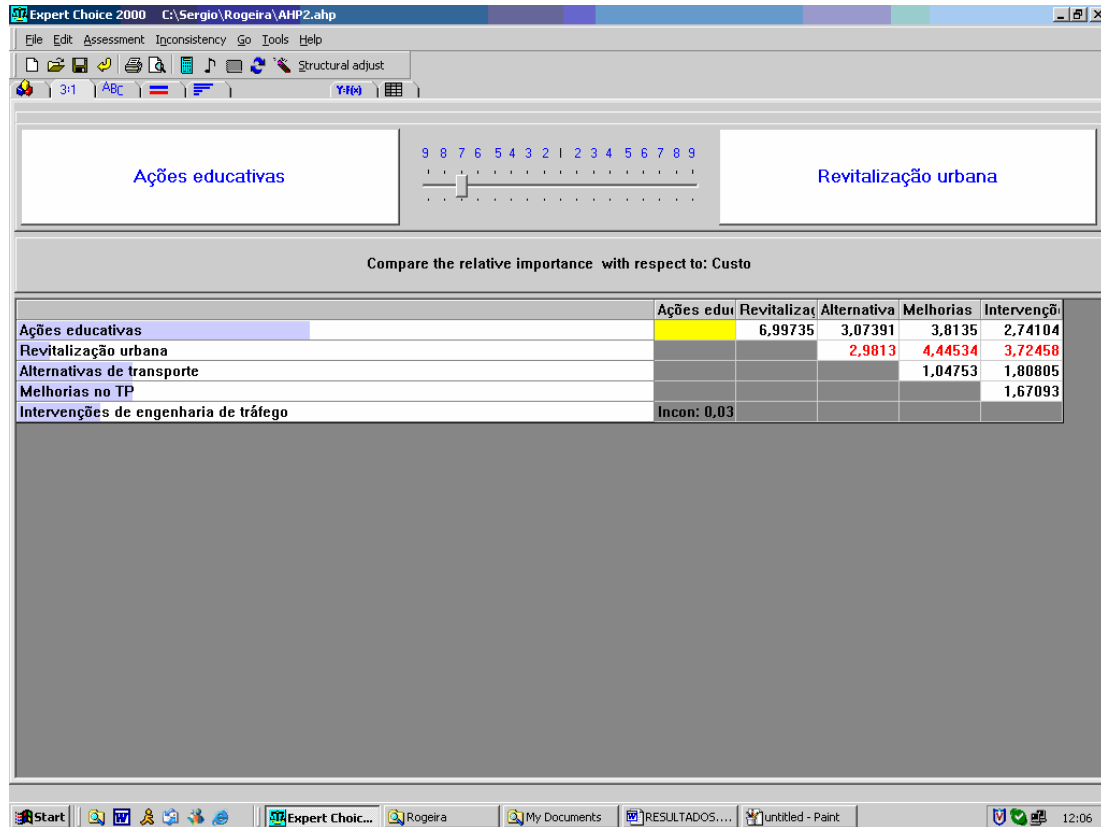 Expert Choice 2000 C:\Sergio\Rogeira\AHP2.ahp
File Edit Assessment Inconsistency Go Tools Help
Structural adjust
3:1 ABC Y:F(x)
9 8 7 6 5 4 3 2 1 2 3 4 5 6 7 8 9
Ações educativas Revitalização urbana
Compare the relative importance with respect to: Custo
Ações edu Revitalizaç Alternativa Melhorias Intervençõ
Ações educativas 6,99735 3,07391 3,8135 2,74104
Revitalização urbana 2,9813 4,44534 3,72458
Alternativas de transporte 1,04753 1,80805
Melhorias no TP 1,67093
Intervenções de engenharia de tráfego Incon: 0,03
Start Expert Choic... Rogeira My Documents RESULTADOS.... untitled - Paint 12:06